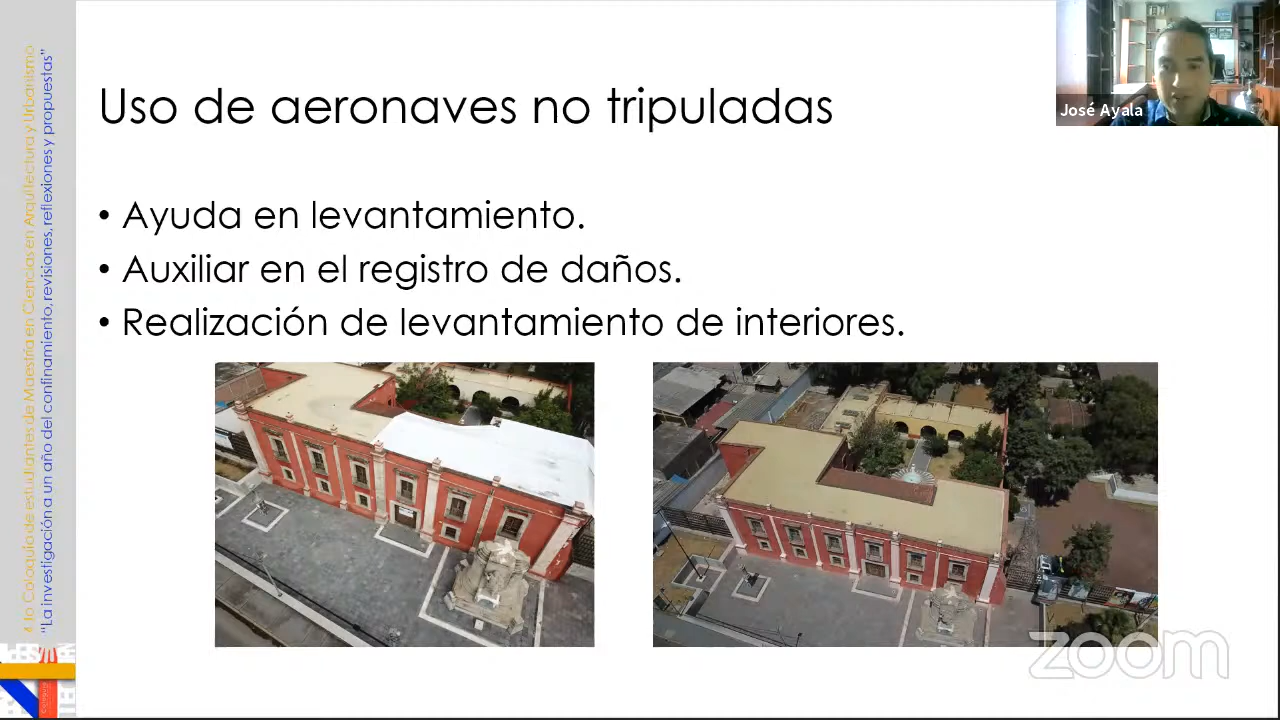 4.to Coloquio de estudiantes de Maestría en Ciencias en Arquitectura y Urbanismo
"La investigación a un año del confinamiento, revisiones, reflexiones y propuestas"
Uso de aeronaves no tripuladas
José Ayala
• Ayuda en levantamiento.
• Auxiliar en el registro de daños.
• Realización de levantamiento de interiores.
zoom